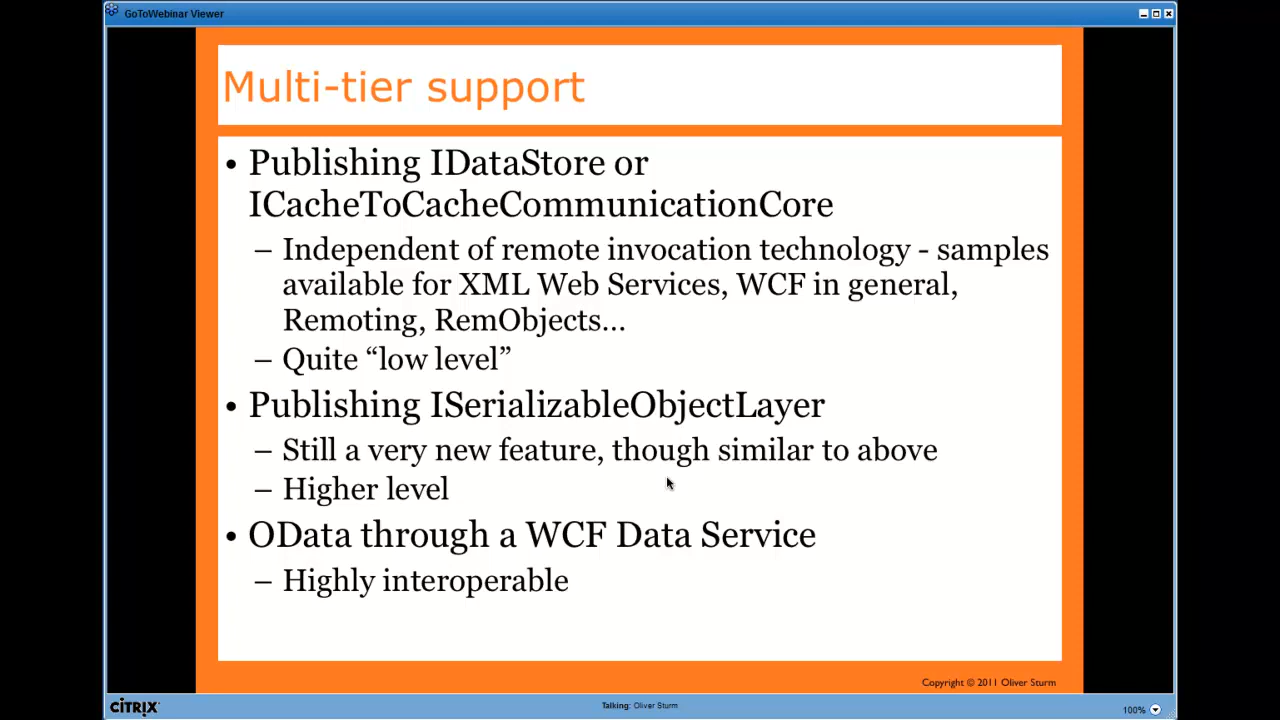 GoToWebinar Viewer
Multi-tier support
• Publishing IDataStore or
ICacheToCacheCommunicationCore
– Independent of remote invocation technology - samples
available for XML Web Services, WCF in general,
Remoting, RemObjects…
– Quite “low level”
• Publishing ISerializableObjectLayer
– Still a very new feature, though similar to above
– Higher level
• OData through a WCF Data Service
– Highly interoperable
Copyright © 2011 Oliver Sturm
CITRIX
Talking: Oliver Sturm
100%